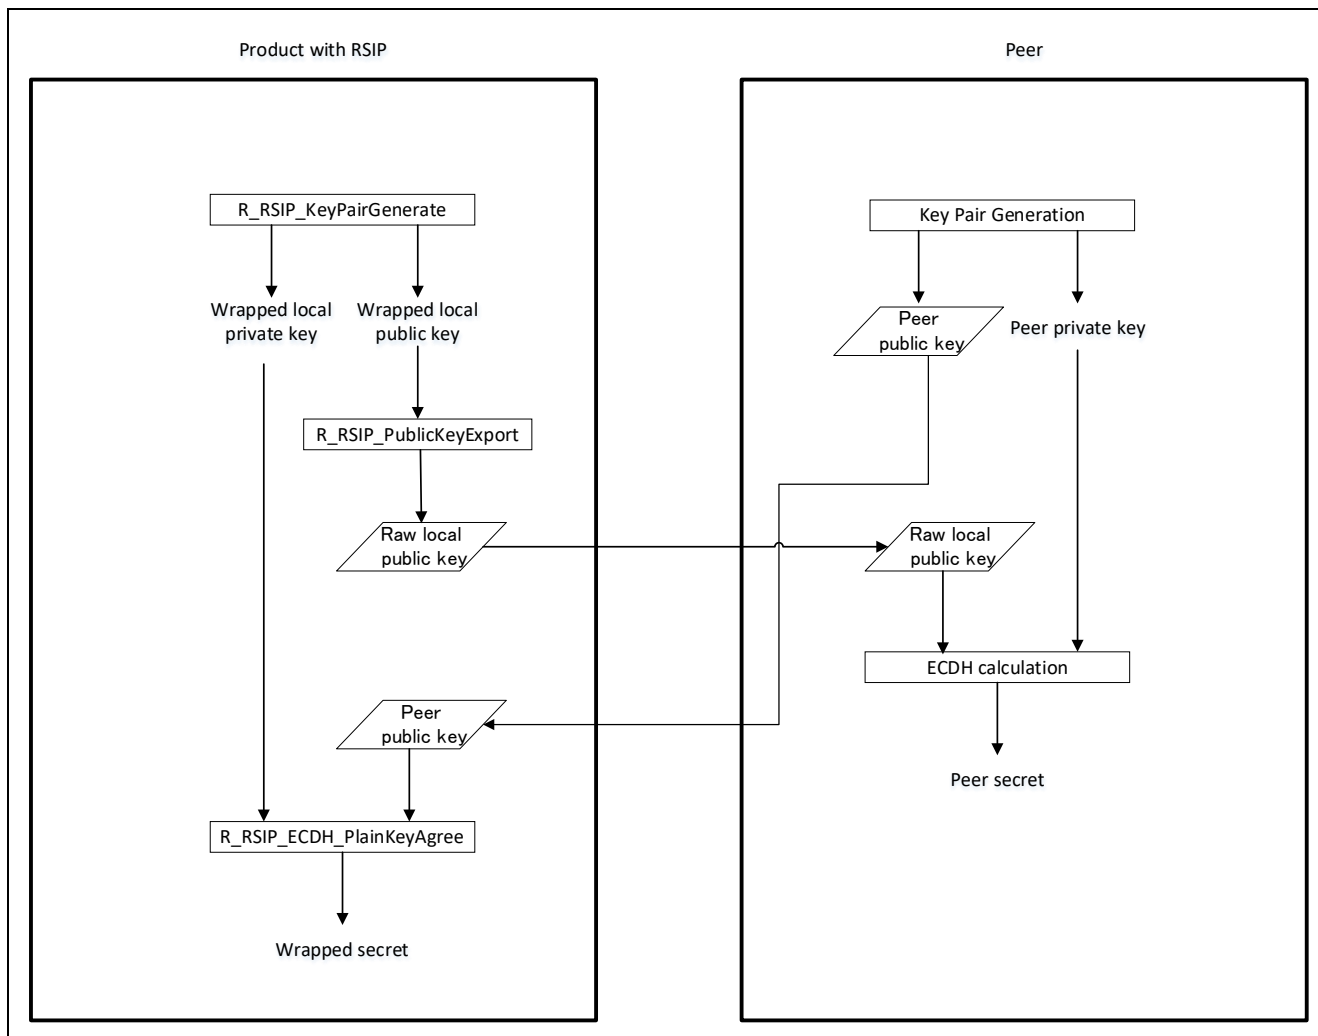 Product with RSIP
Peer
R_RSIP_KeyPairGenerate
Wrapped local
private key
Wrapped local
public key
R_RSIP_PublicKeyExport
Raw local
public key
Peer
public key
R_RSIP_ECDH_PlainKeyAgree
Wrapped secret
Key Pair Generation
Peer
public key
Peer private key
Raw local
public key
ECDH calculation
Peer secret